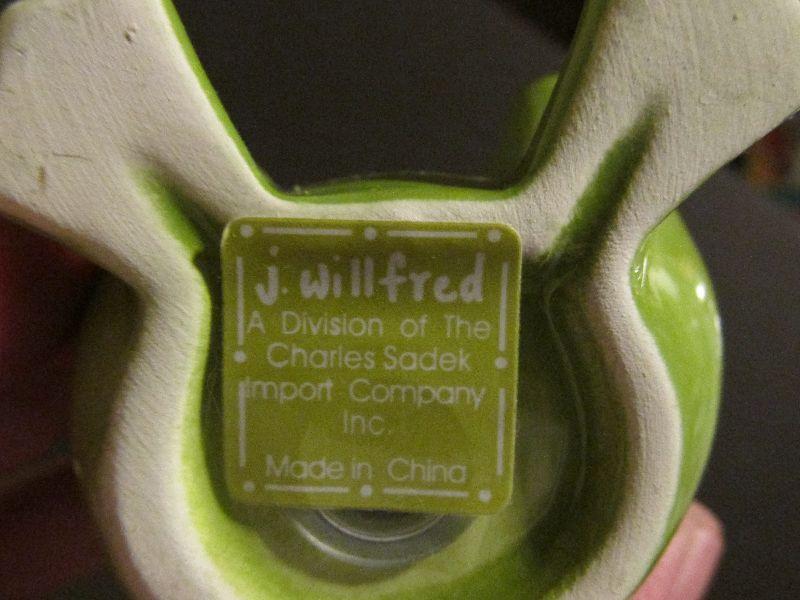 j. willfred
A Division of The
Charles Sadek
Import Company
Inc.
Made in China